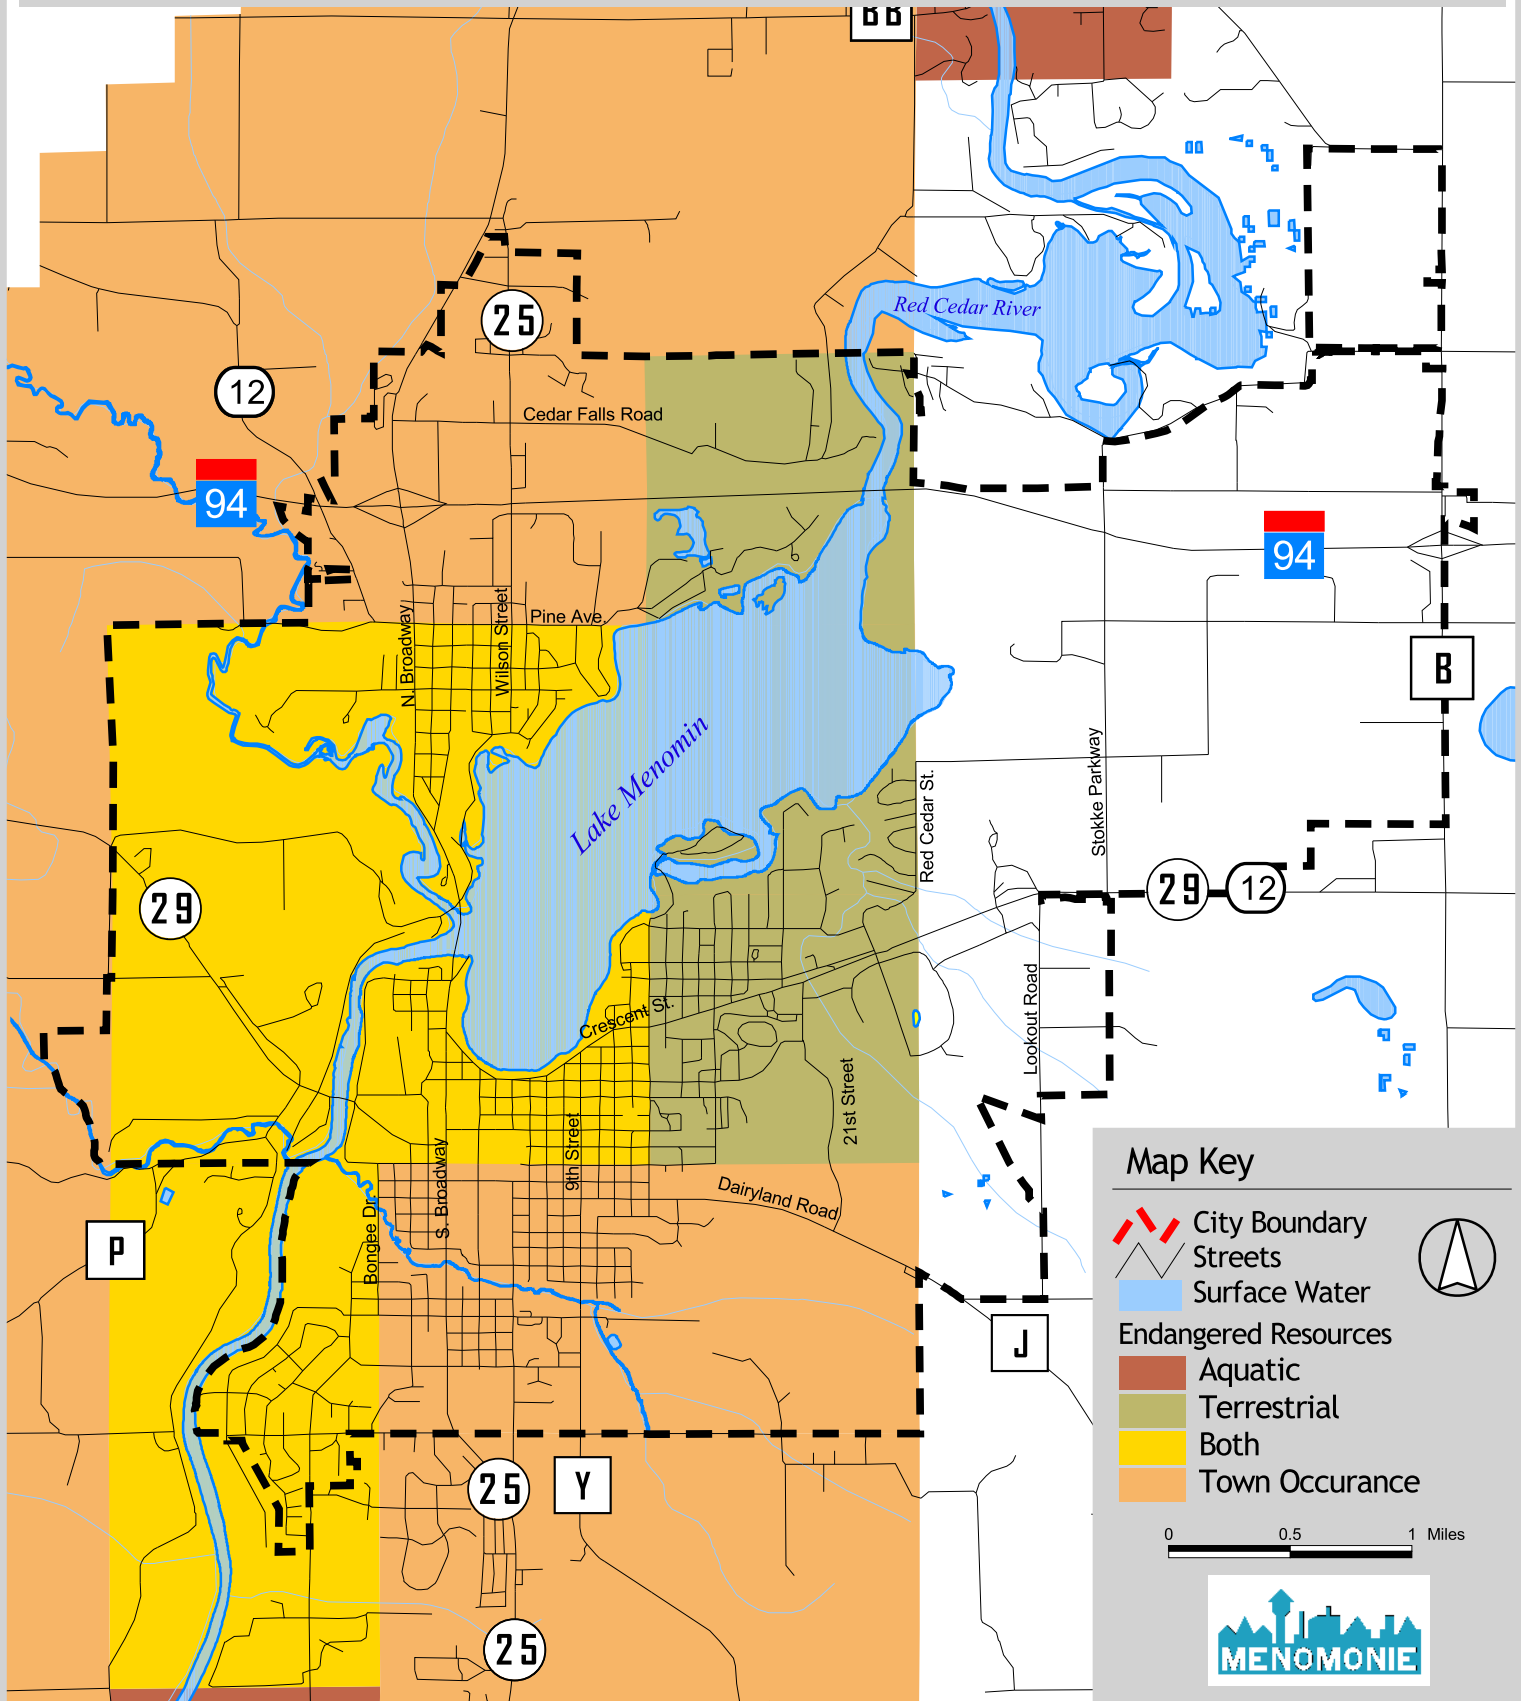 BB
Red Cedar River
25
12
Cedar Falls Road
94
94
N. Broadway
Wilson Street
Pine Ave.
B
Lake Menomin
Red Cedar St.
Stokke Parkway
29
29
12
Crescent St.
Lookout Road
21st Street
9th Street
S. Broadway
Bongee Dr.
Dairyland Road
P
J
25
Y
25
Map Key
City Boundary
Streets
Surface Water
Endangered Resources
Aquatic
Terrestrial
Both
Town Occurance
0 0.5 1 Miles
MENOMONIE